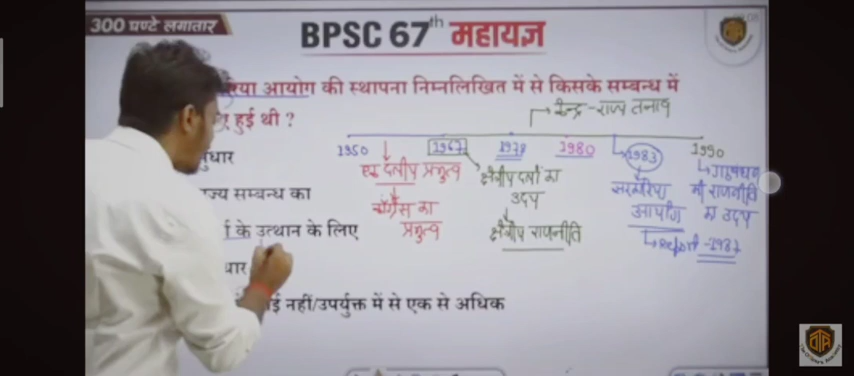 300 घण्टे लगातार
BPSC 67th महायज्ञ
रिया आयोग की स्थापना निम्नलिखित में से किसके सम्बन्ध में
हुई थी ?
केन्द्र-राज्य तनाव
1950 1967 1978 1980 1983 1990
एक दलीय प्रभुत्व
कॉंग्रेस का
प्रभुत्व
क्षेत्रीय दलों का
उदय
क्षेत्रीय राजनीति
सरकारिया
आयोग
Report -1987
गठबंधन
की राजनीति
का उदय
धार
ज्य सम्बन्ध का
के उत्थान के लिए
धार
ई नहीं/उपर्युक्त में से एक से अधिक